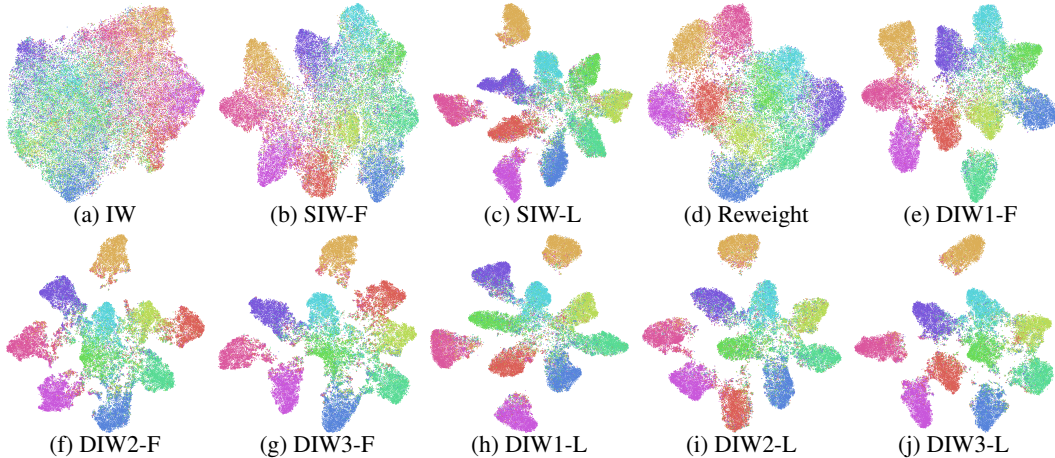 (a) IW
(b) SIW-F
(c) SIW-L
(d) Reweight
(e) DIW1-F
(f) DIW2-F
(g) DIW3-F
(h) DIW1-L
(i) DIW2-L
(j) DIW3-L